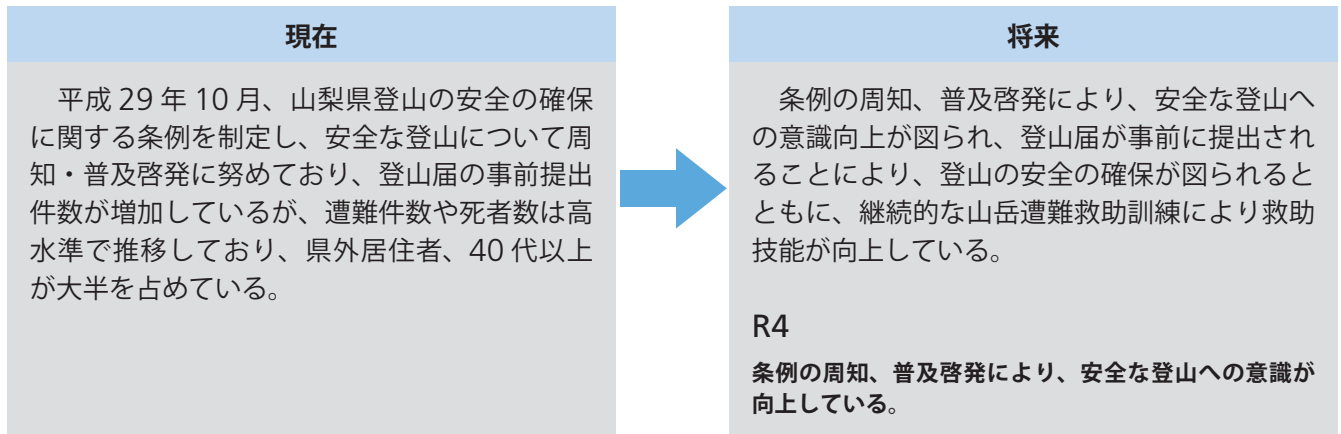 現在
平成 29 年 10 月、山梨県登山の安全の確保
に関する条例を制定し、安全な登山について周
知・普及啓発に努めており、登山届の事前提出
件数が増加しているが、遭難件数や死者数は高
水準で推移しており、県外居住者、40 代以上
が大半を占めている。
将来
条例の周知、普及啓発により、安全な登山へ
の意識向上が図られ、登山届が事前に提出され
ることにより、登山の安全の確保が図られると
ともに、継続的な山岳遭難救助訓練により救助
技能が向上している。
R4
条例の周知、普及啓発により、安全な登山への意識が
向上している。